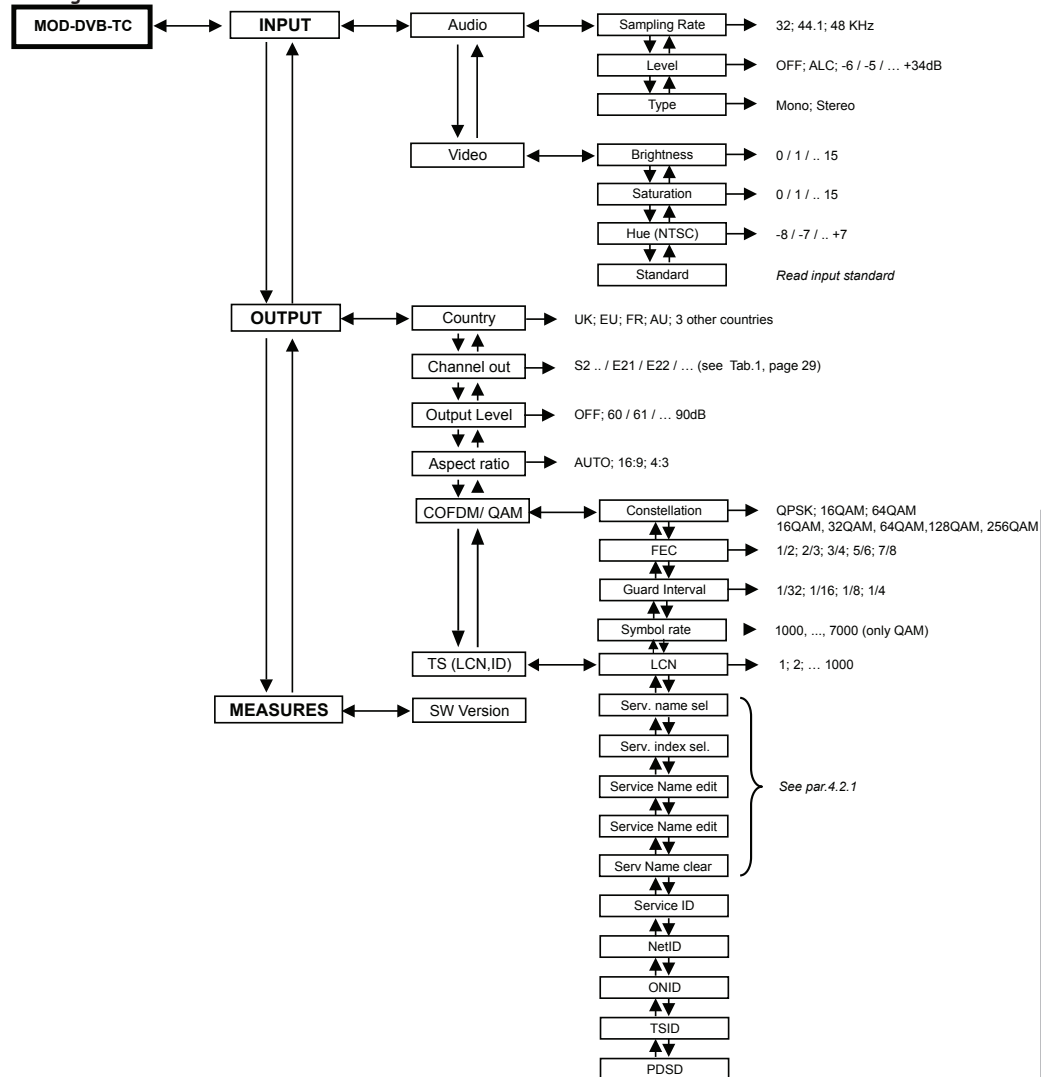 MOD-DVB-TC
INPUT
Audio
Sampling Rate
32; 44.1; 48 KHz
Level
OFF; ALC; -6 / -5 / … +34dB
Type
Mono; Stereo
Video
Brightness
0 / 1 / .. 15
Saturation
0 / 1 / .. 15
Hue (NTSC)
-8 / -7 / .. +7
Standard
Read input standard
OUTPUT
Country
UK; EU; FR; AU; 3 other countries
Channel out
S2 .. / E21 / E22 / … (see Tab.1, page 29)
Output Level
OFF; 60 / 61 / … 90dB
Aspect ratio
AUTO; 16:9; 4:3
COFDM/ QAM
Constellation
QPSK; 16QAM; 64QAM
16QAM, 32QAM, 64QAM,128QAM, 256QAM
FEC
1/2; 2/3; 3/4; 5/6; 7/8
Guard Interval
1/32; 1/16; 1/8; 1/4
Symbol rate
1000, ..., 7000 (only QAM)
TS (LCN,ID)
LCN
1; 2; … 1000
MEASURES
SW Version
Serv. name sel
Serv. index sel.
Service Name edit
See par.4.2.1
Service Name edit
Serv Name clear
Service ID
NetID
ONID
TSID
PDSD